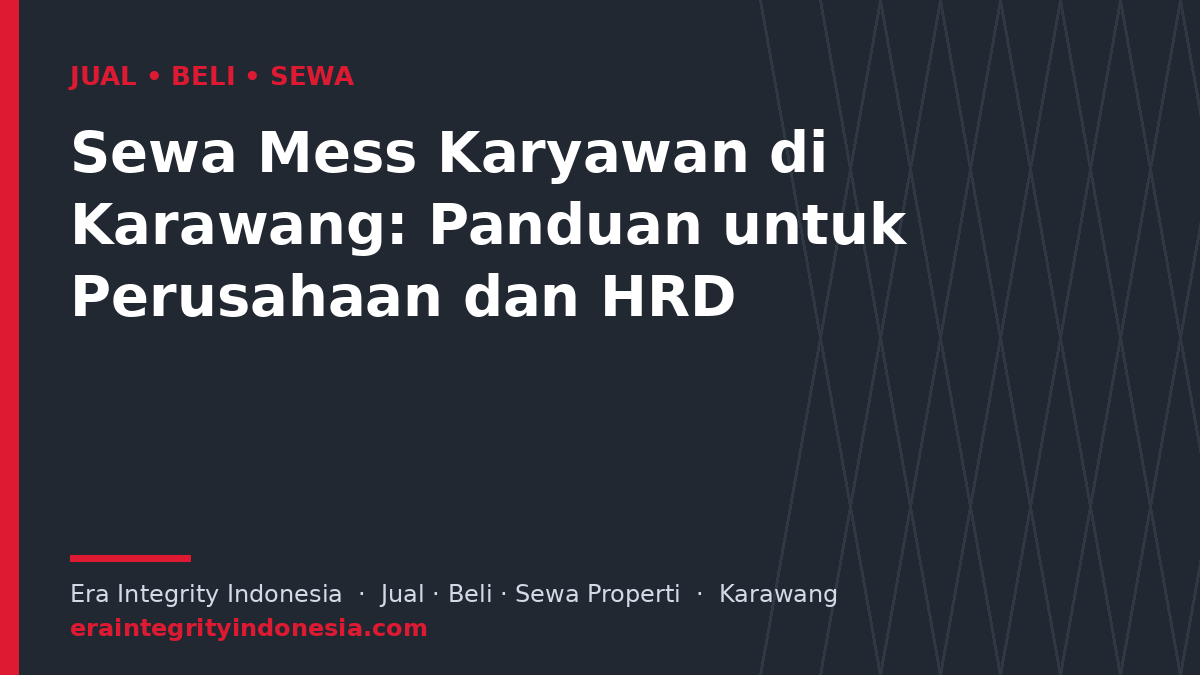 JUAL • BELI • SEWA
Sewa Mess Karyawan di
Karawang: Panduan untuk
Perusahaan dan HRD
Era Integrity Indonesia · Jual · Beli · Sewa Properti · Karawang
eraintegrityindonesia.com